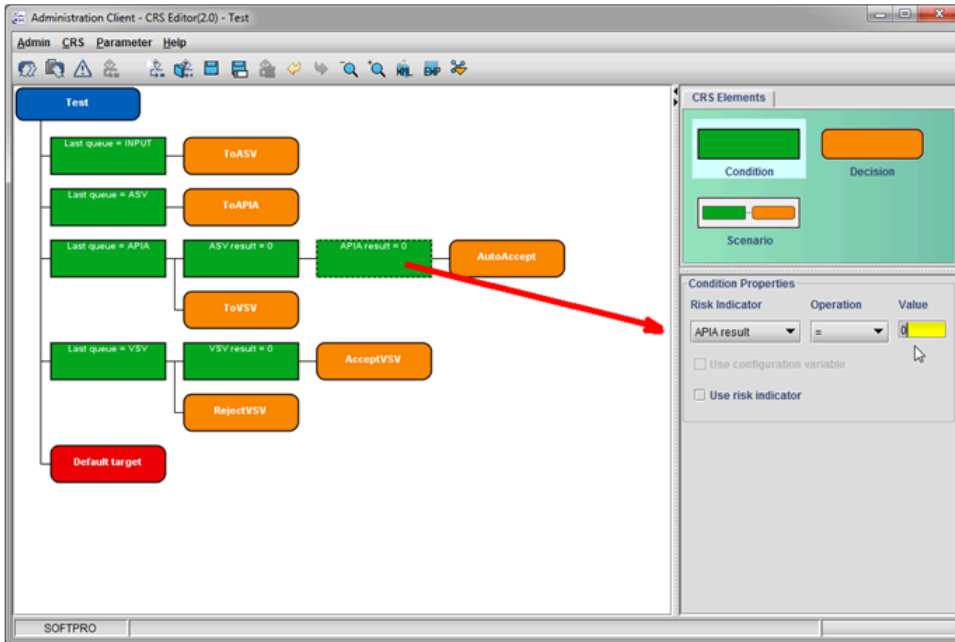 Administration Client - CRS Editor(2.0) - Test
Admin CRS Parameter Help
XML EXP
Test
Last queue = INPUT
ToASV
Last queue = ASV
ToAPIA
Last queue = APIA
ASV result = 0
APIA result = 0
AutoAccept
ToVSV
Last queue = VSV
VSV result = 0
AcceptVSV
RejectVSV
Default target
CRS Elements
Condition
Decision
Scenario
Condition Properties
Risk Indicator Operation Value
APIA result = 0
Use configuration variable
Use risk indicator
SOFTPRO